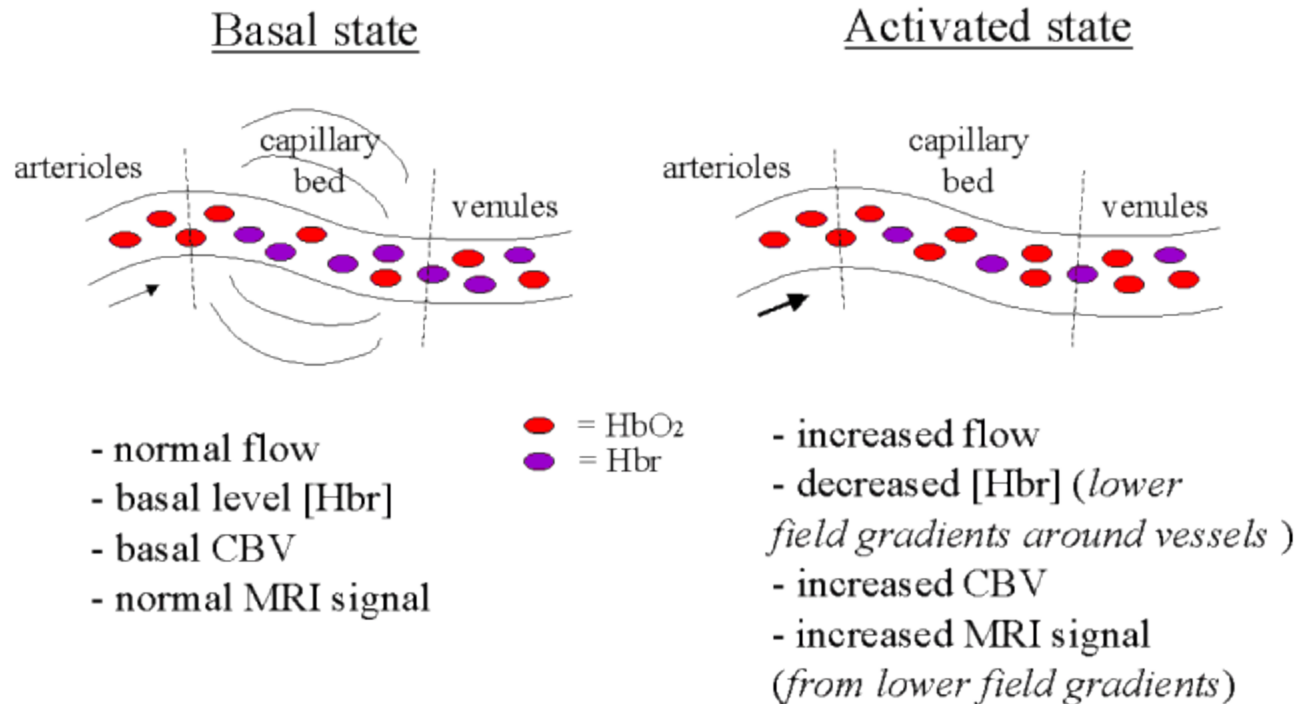 Basal state
Activated state
arterioles
capillary
bed
venules
arterioles
capillary
bed
venules
- normal flow
- basal level [Hbr]
- basal CBV
- normal MRI signal
= HbO₂
= Hbr
- increased flow
- decreased [Hbr] (lower
field gradients around vessels )
- increased CBV
- increased MRI signal
(from lower field gradients)